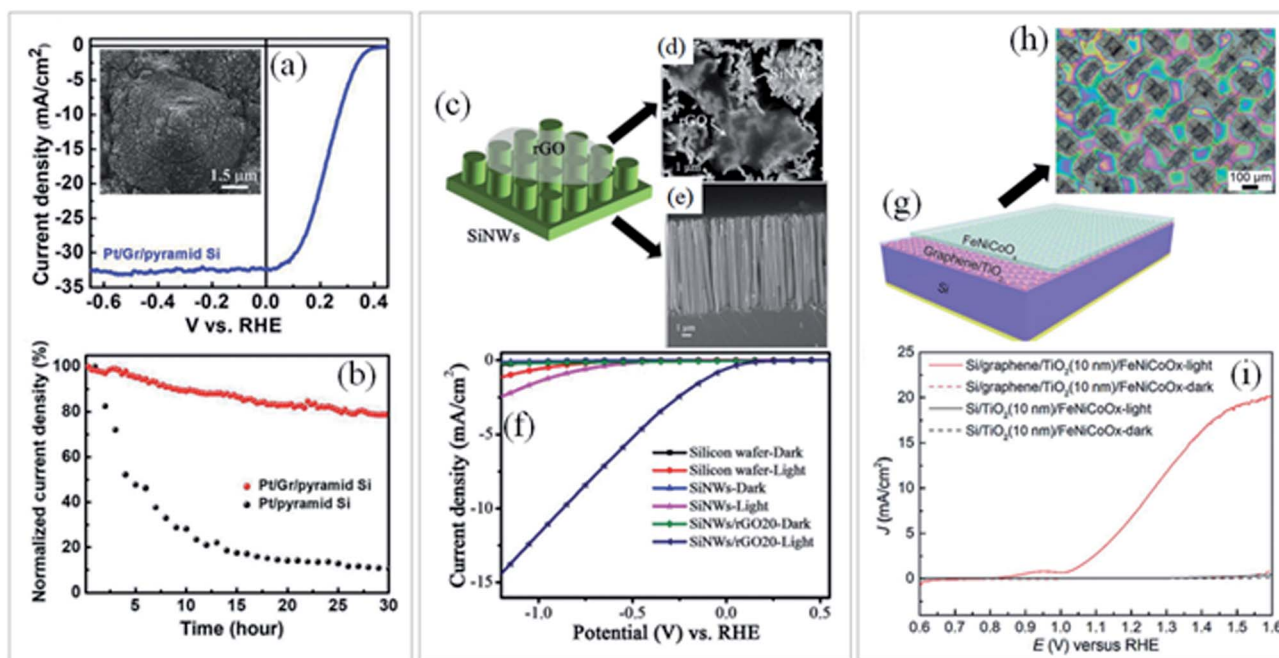 (a)
Current density (mA/cm²)
0
-5
-10
-15
-20
-25
-30
-35
1.5 μm
Pt/Gr/pyramid Si
-0.6 -0.4 -0.2 0.0 0.2 0.4
V vs. RHE
(b)
Normalized current density (%)
100
80
60
40
20
0
Pt/Gr/pyramid Si
Pt/pyramid Si
5 10 15 20 25 30
Time (hour)
(c)
rGO
SiNWs
(d)
SiNWs
rGO
1 μm
(e)
1 μm
(f)
Current density (mA/cm²)
0
-5
-10
-15
Silicon wafer-Dark
Silicon wafer-Light
SiNWs-Dark
SiNWs-Light
SiNWs/rGO20-Dark
SiNWs/rGO20-Light
-1.0 -0.5 0.0 0.5
Potential (V) vs. RHE
(h)
100 μm
(g)
FeNiCoOₓ
Graphene/TiO₂
Si
(i)
J (mA/cm²)
25
20
15
10
5
0
Si/graphene/TiO₂(10 nm)/FeNiCoOx-light
Si/graphene/TiO₂(10 nm)/FeNiCoOx-dark
Si/TiO₂(10 nm)/FeNiCoOx-light
Si/TiO₂(10 nm)/FeNiCoOx-dark
0.6 0.7 0.8 0.9 1.0 1.1 1.2 1.3 1.4 1.5 1.6
E (V) versus RHE